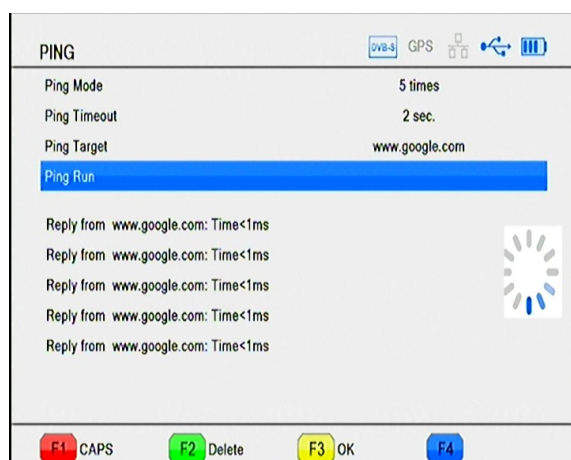 PING DVB-S GPS
Ping Mode 5 times
Ping Timeout 2 sec.
Ping Target www.google.com
Ping Run
Reply from www.google.com: Time<1ms
Reply from www.google.com: Time<1ms
Reply from www.google.com: Time<1ms
Reply from www.google.com: Time<1ms
Reply from www.google.com: Time<1ms
F1 CAPS F2 Delete F3 OK F4